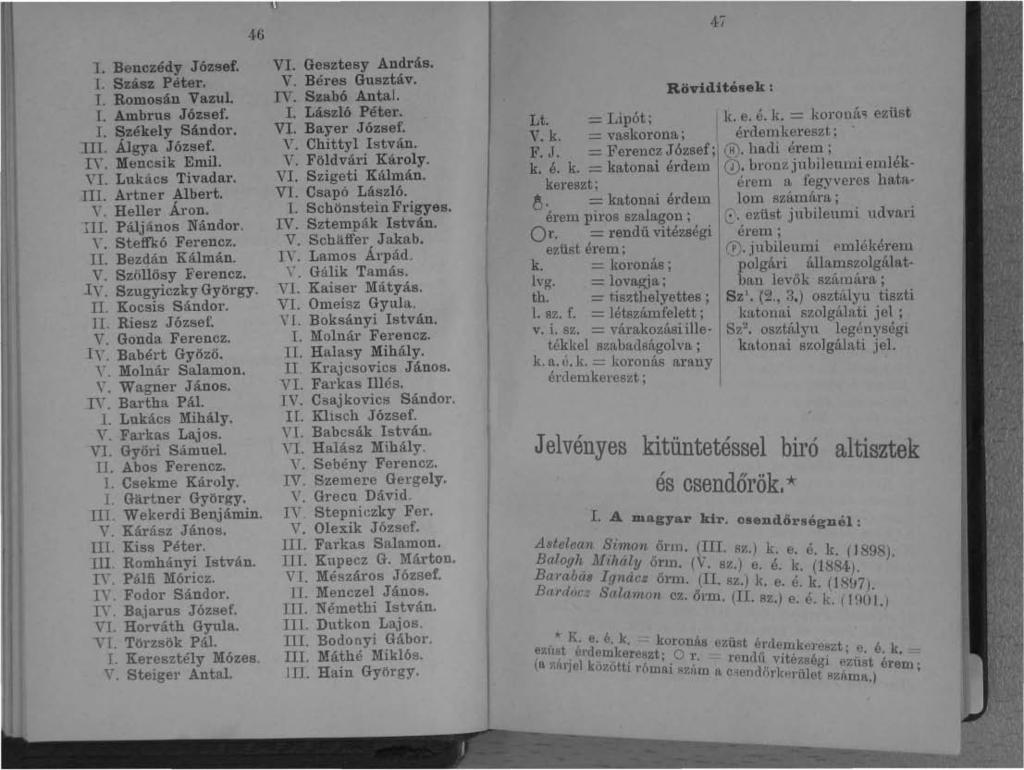 46
I. Benczédy József.
I. Szász Péter.
I. Romosán Vazul.
I. Ambrus József.
I. Székely Sándor.
III. Álgya József.
IV. Mencsik Emil.
VI. Lukács Tivadar.
III. Artner Albert.
V. Heller Áron.
III. Páljános Nándor.
V. Steffkó Ferencz.
II. Bezdán Kálmán.
V. Szöllősy Ferencz.
IV. Szugyiczky György.
II. Kocsis Sándor.
II. Riesz József.
V. Gonda Ferencz.
IV. Babért Győző.
V. Molnár Salamon.
V. Wagner János.
IV. Bartha Pál.
I. Lukács Mihály.
V. Farkas Lajos.
VI. Győri Sámuel.
II. Abos Ferencz.
I. Csekme Károly.
I. Gärtner György.
III. Wekerdi Benjámin.
V. Kárász János.
III. Kiss Péter.
III. Romhányi István.
IV. Pálfi Móricz.
IV. Fodor Sándor.
IV. Bajarus József.
VI. Horváth Gyula.
VI. Törzsök Pál.
I. Keresztély Mózes.
V. Steiger Antal.
VI. Gesztesy András.
V. Béres Gusztáv.
IV. Szabó Antal.
I. László Péter.
VI. Bayer József.
V. Chittyl István.
V. Földvári Károly.
VI. Szigeti Kálmán.
VI. Csapó László.
I. Schönstein Frigyes.
IV. Sztempák István.
V. Schäffer Jakab.
IV. Lamos Árpád.
V. Gálik Tamás.
VI. Kaiser Mátyás.
VI. Omeisz Gyula.
VI. Boksányi István.
I. Molnár Ferencz.
II. Halasy Mihály.
II. Krajcsovics János.
VI. Farkas Illés.
IV. Csajkovics Sándor.
II. Klisch József.
VI. Babcsák István.
VI. Halász Mihály.
V. Sebény Ferencz.
IV. Szemere Gergely.
V. Grecu Dávid.
IV. Stepniczky Fer.
V. Olexik József.
III. Farkas Salamon.
III. Kupecz G. Márton.
VI. Mészáros József.
II. Menczel János.
III. Némethi István.
III. Dutkon Lajos.
III. Bodonyi Gábor.
III. Máthé Miklós.
III. Hain György.
47
Röviditések :
Lt. = Lipót;
V. k. = vaskorona;
F. J. = Ferencz József;
k. é. k. = katonai érdem
kereszt;
= katonai érdem
érem piros szalagon ;
◯r. = rendű vitézségi
ezüst érem;
k. = koronás;
lvg. = lovagja;
th. = tiszthelyettes ;
l. sz. f. = létszámfelett ;
v. i. sz. = várakozási ille-
tékkel szabadságolva ;
k. a. é. k. = koronás arany
érdemkereszt ;
k. e. é. k. = koronás ezüst
érdemkereszt ;
Ⓗ. hadi érem ;
Ⓙ. bronz jubileumi emlék-
érem a fegyveres hata-
lom számára ;
ezüst jubileumi udvari
érem ;
Ⓟ. jubileumi emlékérem
polgári államszolgálat-
ban levők számára ;
Sz¹. (2., 3.) osztályu tiszti
katonai szolgálati jel ;
Sz². osztályu legénységi
katonai szolgálati jel.
Jelvényes kitüntetéssel biró altisztek
és csendőrök.*
I. A magyar kir. csendőrségnél :
Astelean Simon őrm. (III. sz.) k. e. é. k. (1898).
Balogh Mihály őrm. (V. sz.) e. é. k. (1884).
Barabás Ignácz őrm. (II. sz.) k. e. é. k. (1897).
Bardócz Salamon cz. őrm. (II. sz.) e. é. k. (1901.)
* K. e. é. k. = koronás ezüst érdemkereszt; e. é. k. =
ezüst érdemkereszt; ◯ r. = rendű vitézségi ezüst érem ;
(a zárjel közötti római szám a csendőrkerület száma.)